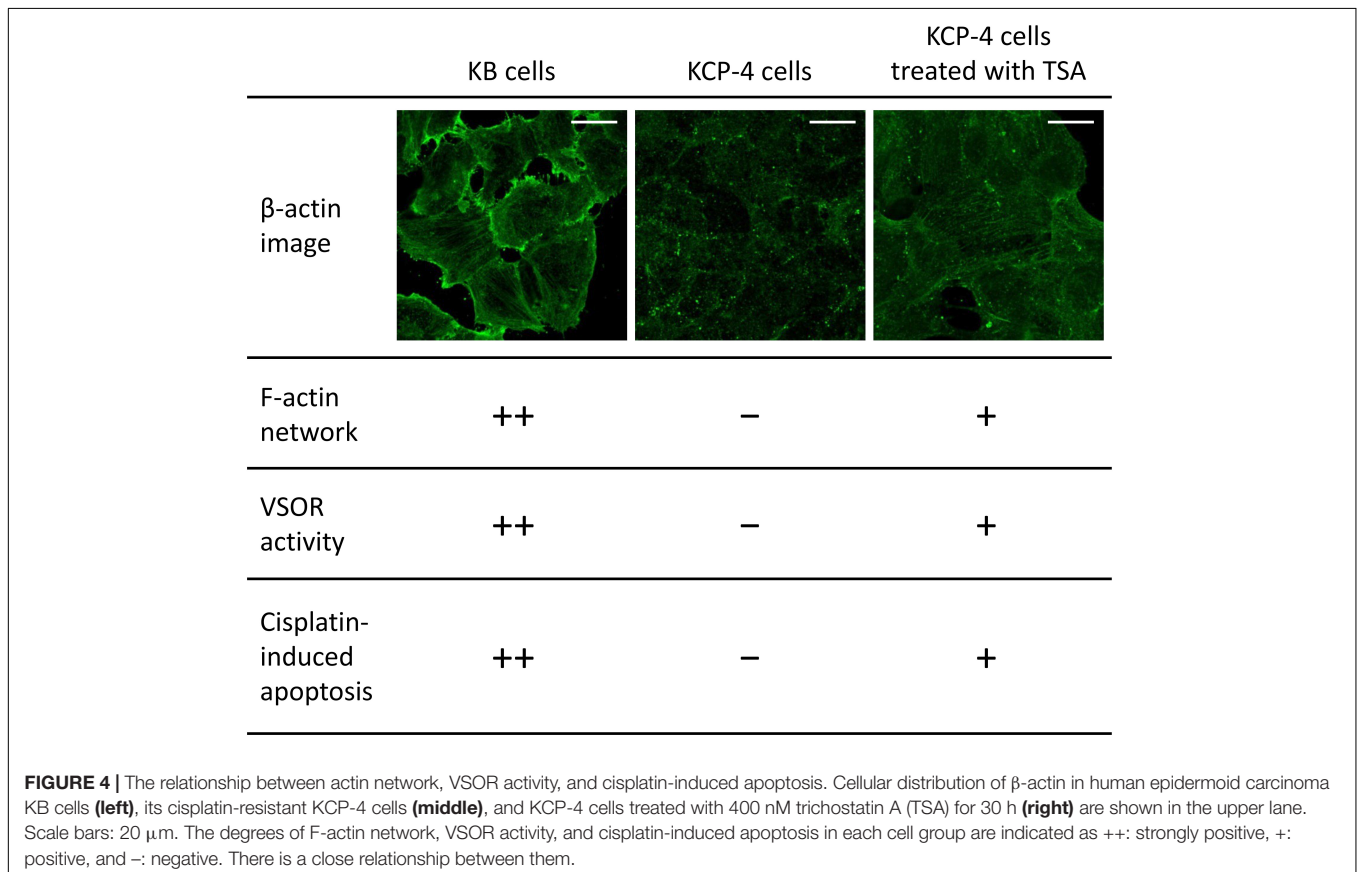 KB cells
KCP-4 cells
KCP-4 cells
treated with TSA
β-actin
image
F-actin
network
++
–
+
VSOR
activity
++
–
+
Cisplatin-
induced
apoptosis
++
–
+
FIGURE 4 | The relationship between actin network, VSOR activity, and cisplatin-induced apoptosis. Cellular distribution of β-actin in human epidermoid carcinoma
KB cells (left), its cisplatin-resistant KCP-4 cells (middle), and KCP-4 cells treated with 400 nM trichostatin A (TSA) for 30 h (right) are shown in the upper lane.
Scale bars: 20 μm. The degrees of F-actin network, VSOR activity, and cisplatin-induced apoptosis in each cell group are indicated as ++: strongly positive, +:
positive, and –: negative. There is a close relationship between them.